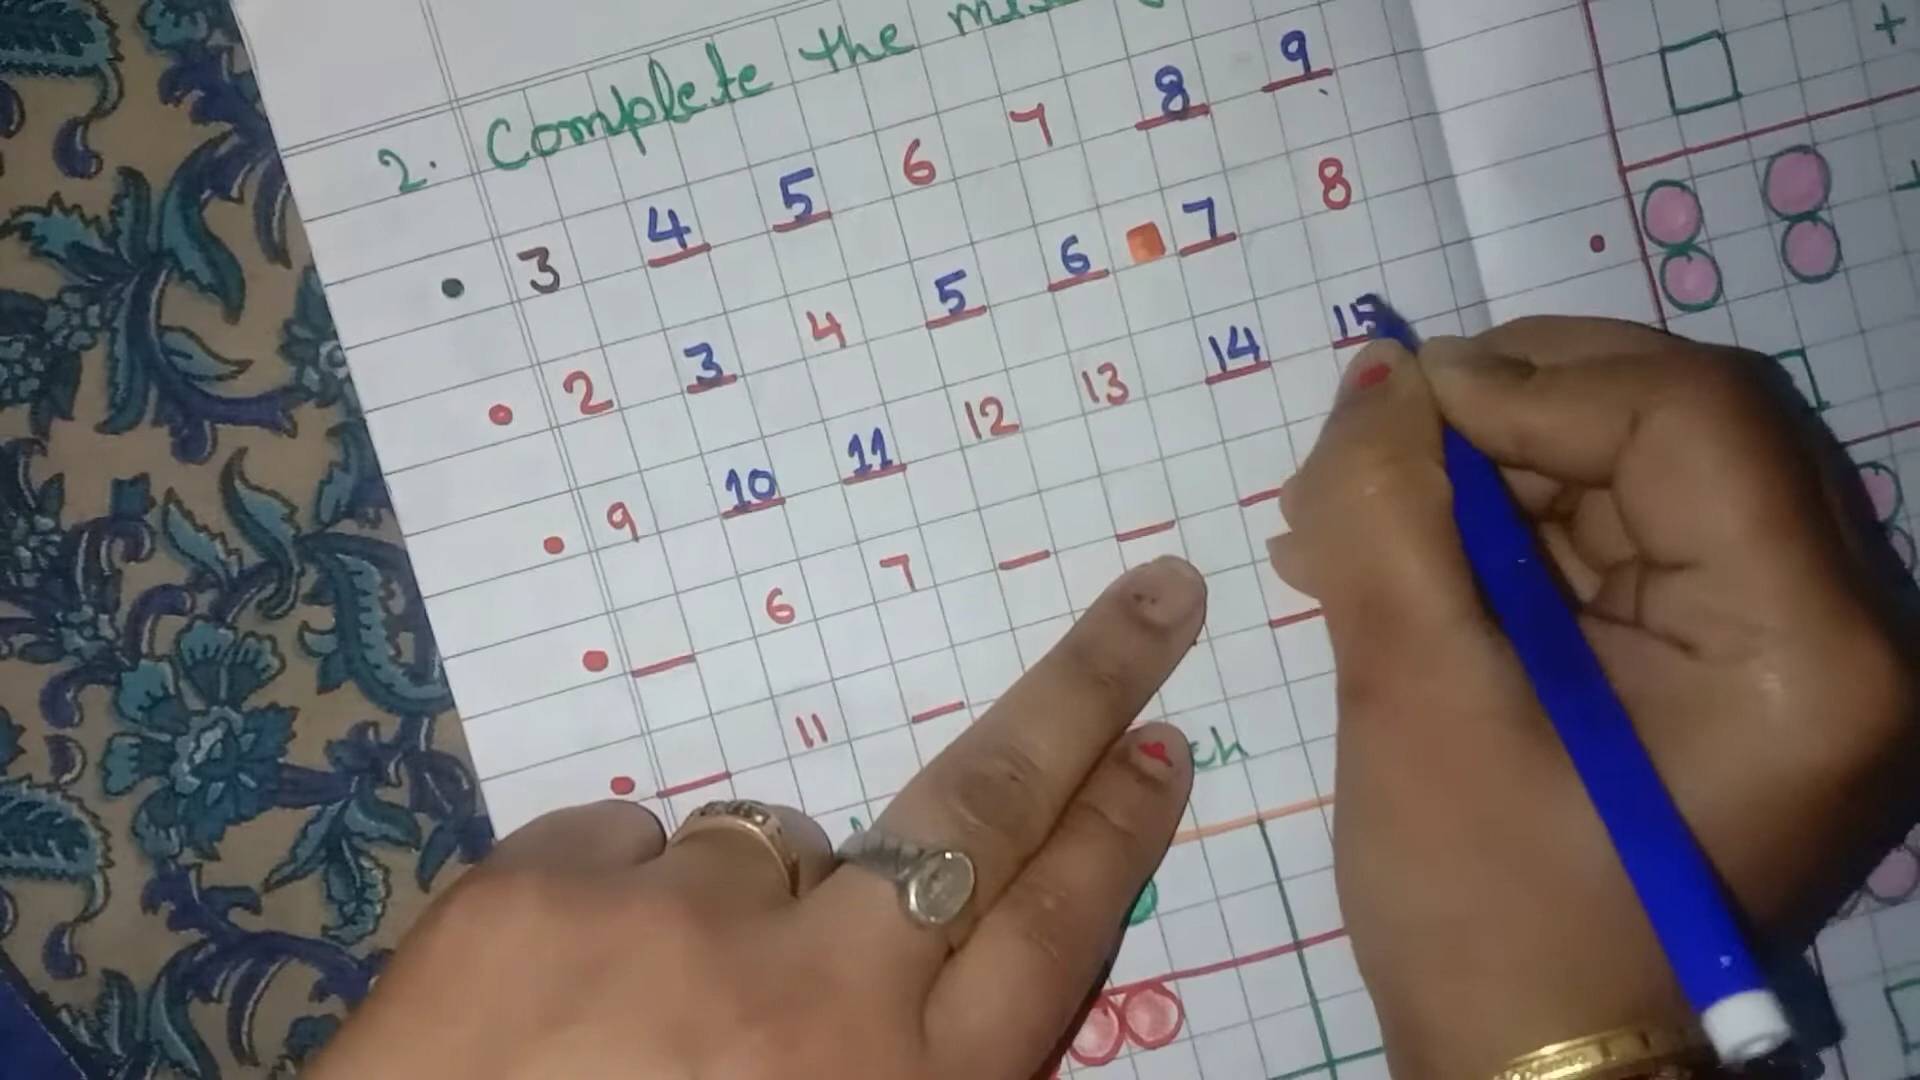 2. Complete the
3 4 5 6 7 8 9
2 3 4 5 6 7 8
9 10 11 12 13 14 15
_ 6 7 _ _ _
_ 11 _ _
+
+